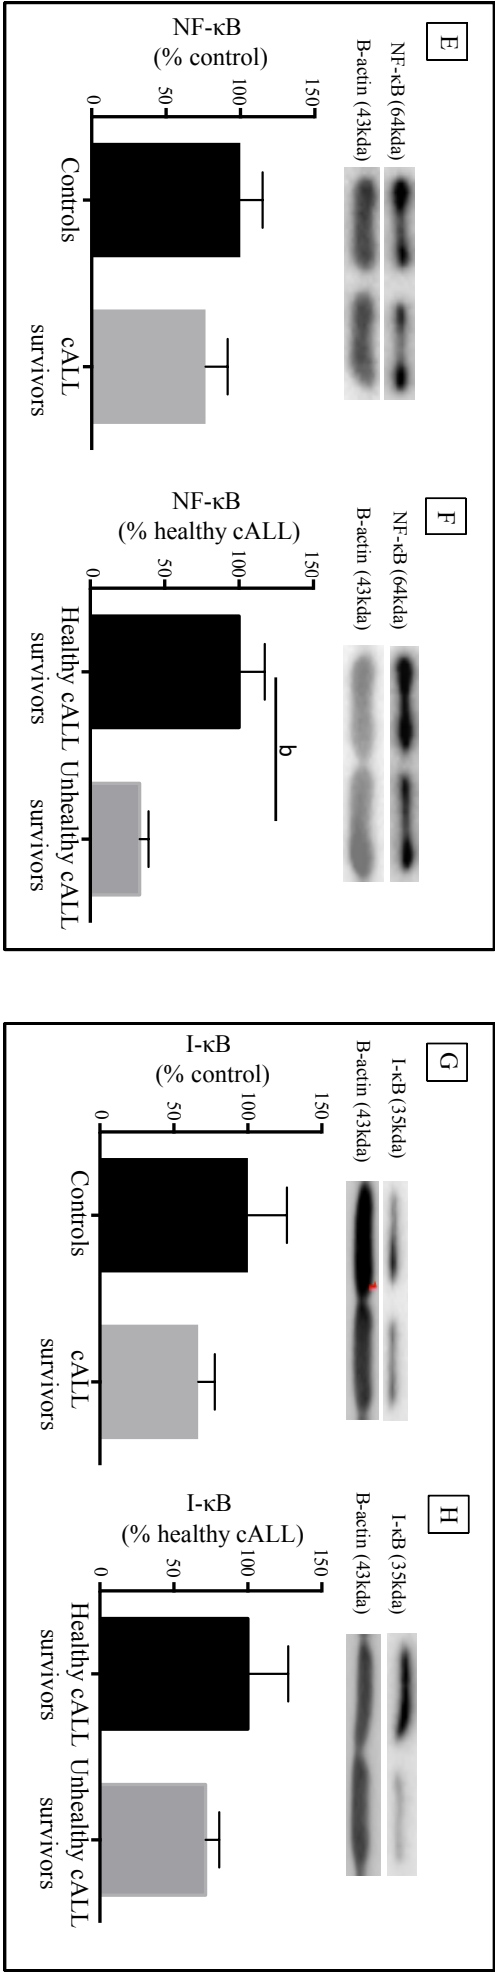 E
NF-κB (64kda)
B-actin (43kda)
NF-κB
(% control)
150
100
50
0
Controls
cALL
survivors
F
NF-κB (64kda)
B-actin (43kda)
NF-κB
(% healthy cALL)
150
100
50
0
b
Healthy cALL
survivors
Unhealthy cALL
survivors
G
I-κB (35kda)
B-actin (43kda)
I-κB
(% control)
150
100
50
0
Controls
cALL
survivors
H
I-κB (35kda)
B-actin (43kda)
I-κB
(% healthy cALL)
150
100
50
0
Healthy cALL
survivors
Unhealthy cALL
survivors